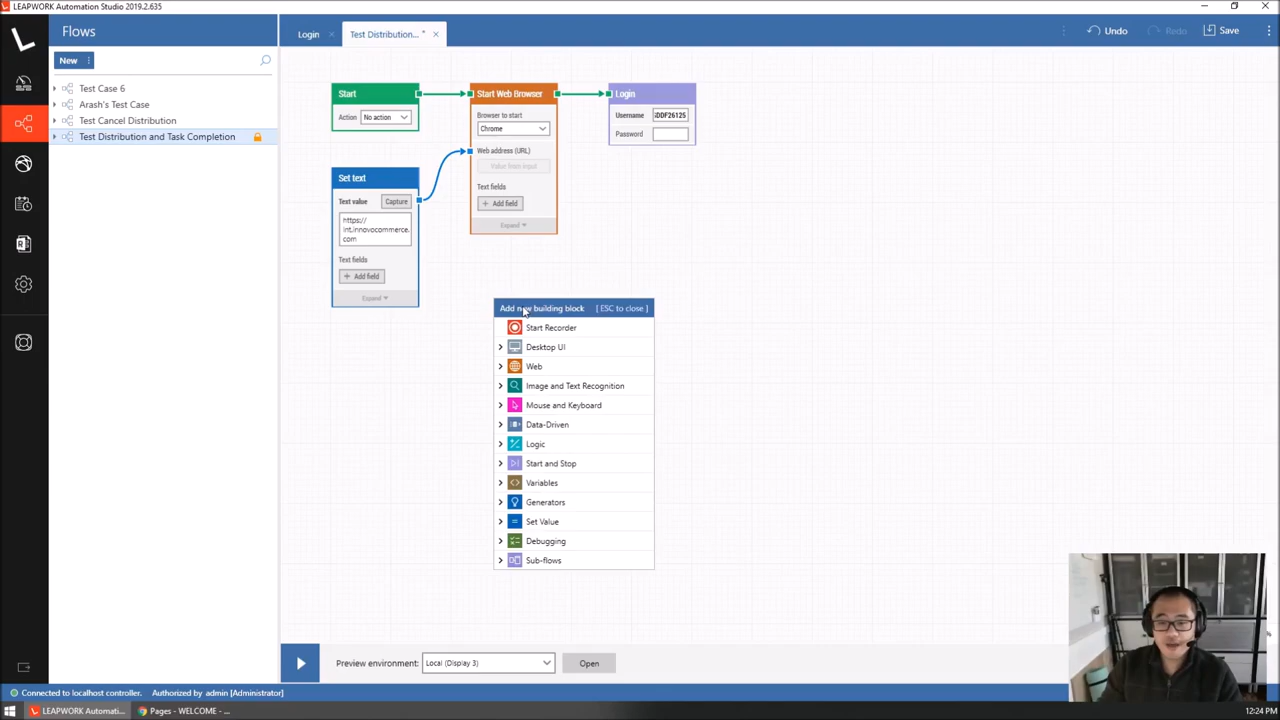 LEAPWORK Automation Studio 2019.2.635
Flows
Login
Test Distribution... *
Undo
Redo
Save
New
Test Case 6
Arash's Test Case
Test Cancel Distribution
Test Distribution and Task Completion
Start
Action
No action
Start Web Browser
Browser to start
Chrome
Web address (URL)
Value from input
Text fields
+ Add field
Expand
Login
Username
Password
Set text
Text value
Capture
https://
int.innovocommerce.
com
Text fields
+ Add field
Expand
Add new building block [ ESC to close ]
Start Recorder
Desktop UI
Web
Image and Text Recognition
Mouse and Keyboard
Data-Driven
Logic
Start and Stop
Variables
Generators
Set Value
Debugging
Sub-flows
Preview environment:
Local (Display 3)
Open
Connected to localhost controller.
Authorized by admin [Administrator]
LEAPWORK Automati...
Pages - WELCOME - ...
12:24 PM